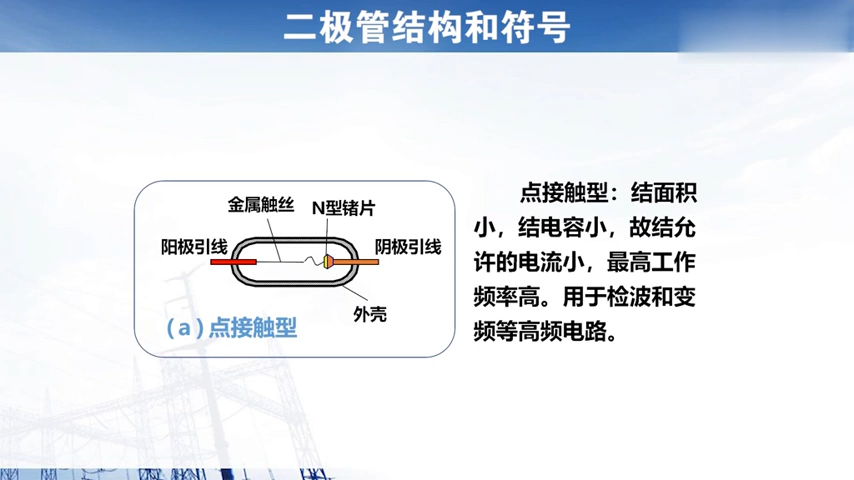 二极管结构和符号
金属触丝
N型锗片
阳极引线
阴极引线
外壳
(a)点接触型
点接触型：结面积
小，结电容小，故结允
许的电流小，最高工作
频率高。用于检波和变
频等高频电路。